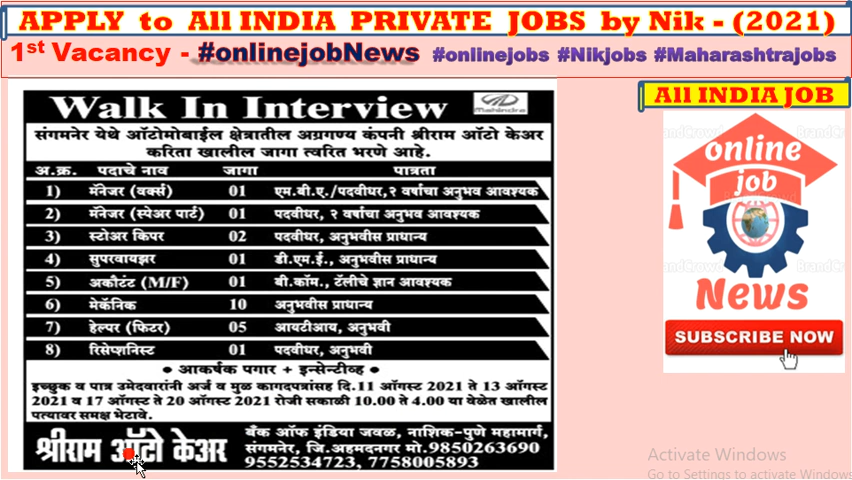 APPLY to All INDIA PRIVATE JOBS by Nik - (2021)
1st Vacancy - #onlinejobNews #onlinejobs #Nikjobs #Maharashtrajobs
All INDIA JOB
Walk In Interview
Mahindra
संगमनेर येथे ऑटोमोबाईल क्षेत्रातील अग्रगण्य कंपनी श्रीराम ऑटो केअर
करिता खालील जागा त्वरित भरणे आहे.
अ.क्र. पदाचे नाव जागा पात्रता
1) मॅनेजर (वर्क्स) 01 एम.बी.ए./पदवीधर,२ वर्षाचा अनुभव आवश्यक
2) मॅनेजर (स्पेअर पार्ट) 01 पदवीधर, २ वर्षाचा अनुभव आवश्यक
3) स्टोअर किपर 02 पदवीधर, अनुभवीस प्राधान्य
4) सुपरवायझर 01 डी.एम.ई., अनुभवीस प्राधान्य
5) अकौटंट (M/F) 01 बी.कॉम., टॅलीचे ज्ञान आवश्यक
6) मेकॅनिक 10 अनुभवीस प्राधान्य
7) हेल्पर (फिटर) 05 आयटीआय, अनुभवी
8) रिसेप्शनिस्ट 01 पदवीधर, अनुभवी
• आकर्षक पगार + इन्सेन्टीव्ह •
इच्छुक व पात्र उमेदवारांनी अर्ज व मुळ कागदपत्रांसह दि.11 ऑगस्ट 2021 ते 13 ऑगस्ट
2021 व 17 ऑगस्ट ते 20 ऑगस्ट 2021 रोजी सकाळी 10.00 ते 4.00 या वेळेत खालील
पत्त्यावर समक्ष भेटावे.
श्रीराम ऑटो केअर
बँक ऑफ इंडिया जवळ, नाशिक-पुणे महामार्ग,
संगमनेर, जि.अहमदनगर मो.9850263690
9552534723, 7758005893
online
job
News
SUBSCRIBE NOW
Activate Windows
Go to Settings to activate Windows